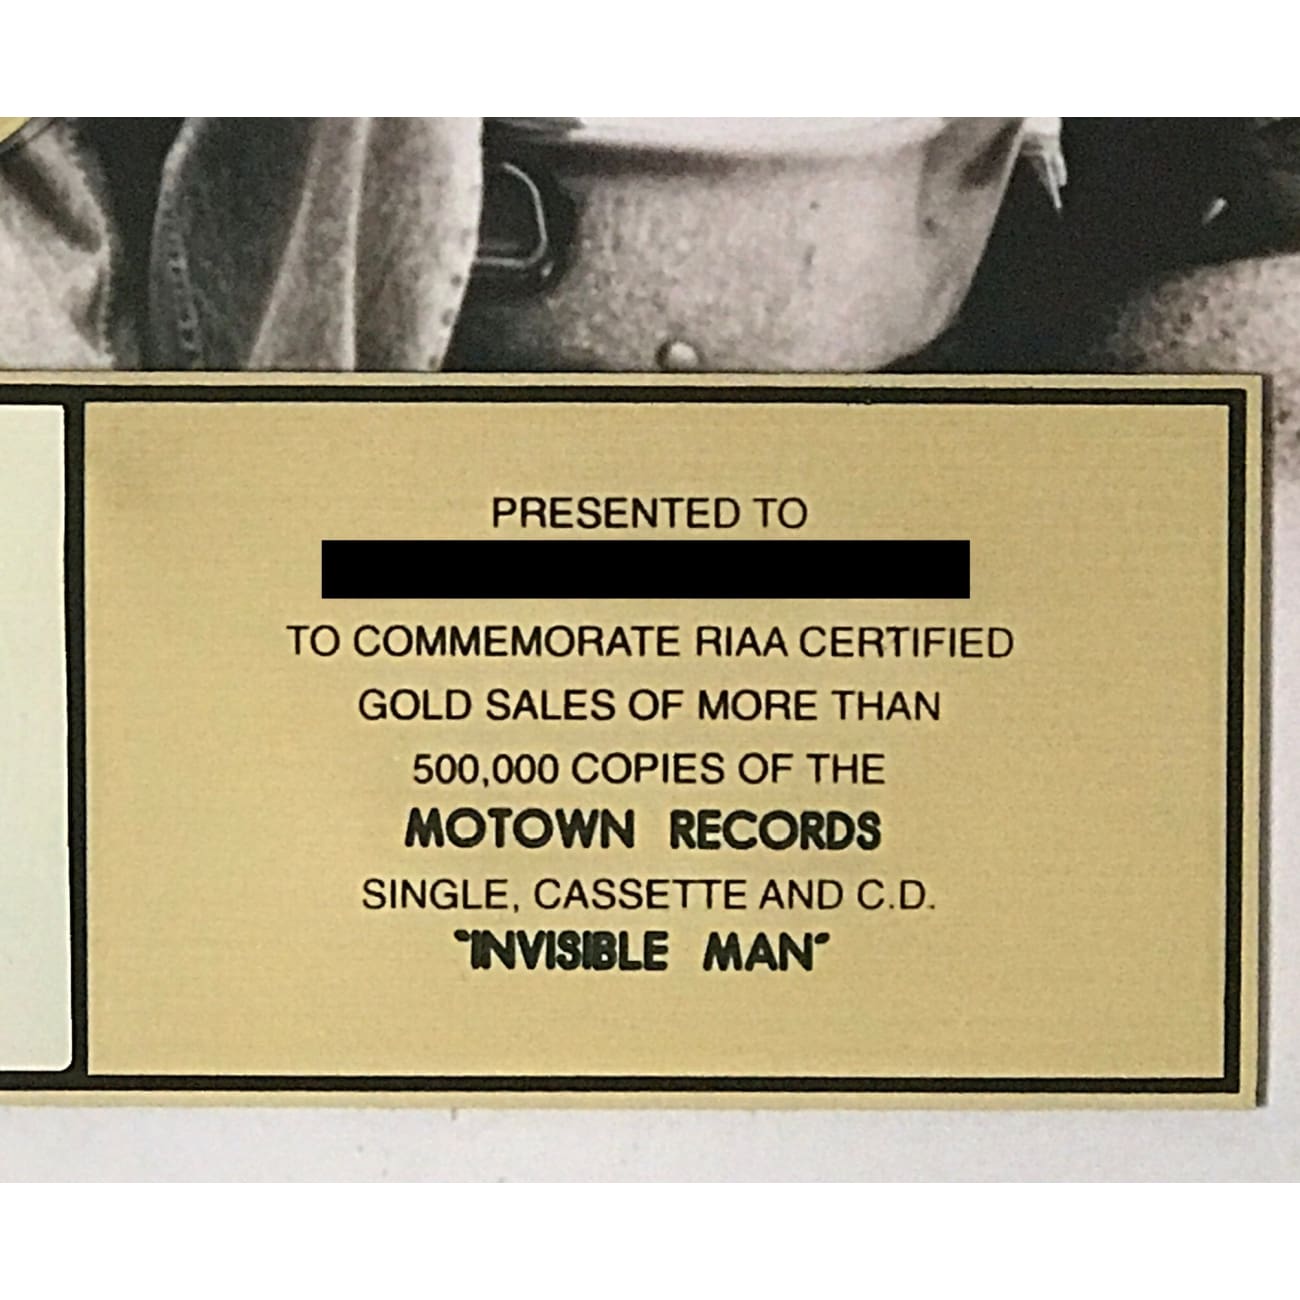 PRESENTED TO
TO COMMEMORATE RIAA CERTIFIED
GOLD SALES OF MORE THAN
500,000 COPIES OF THE
MOTOWN RECORDS
SINGLE, CASSETTE AND C.D.
"INVISIBLE MAN"